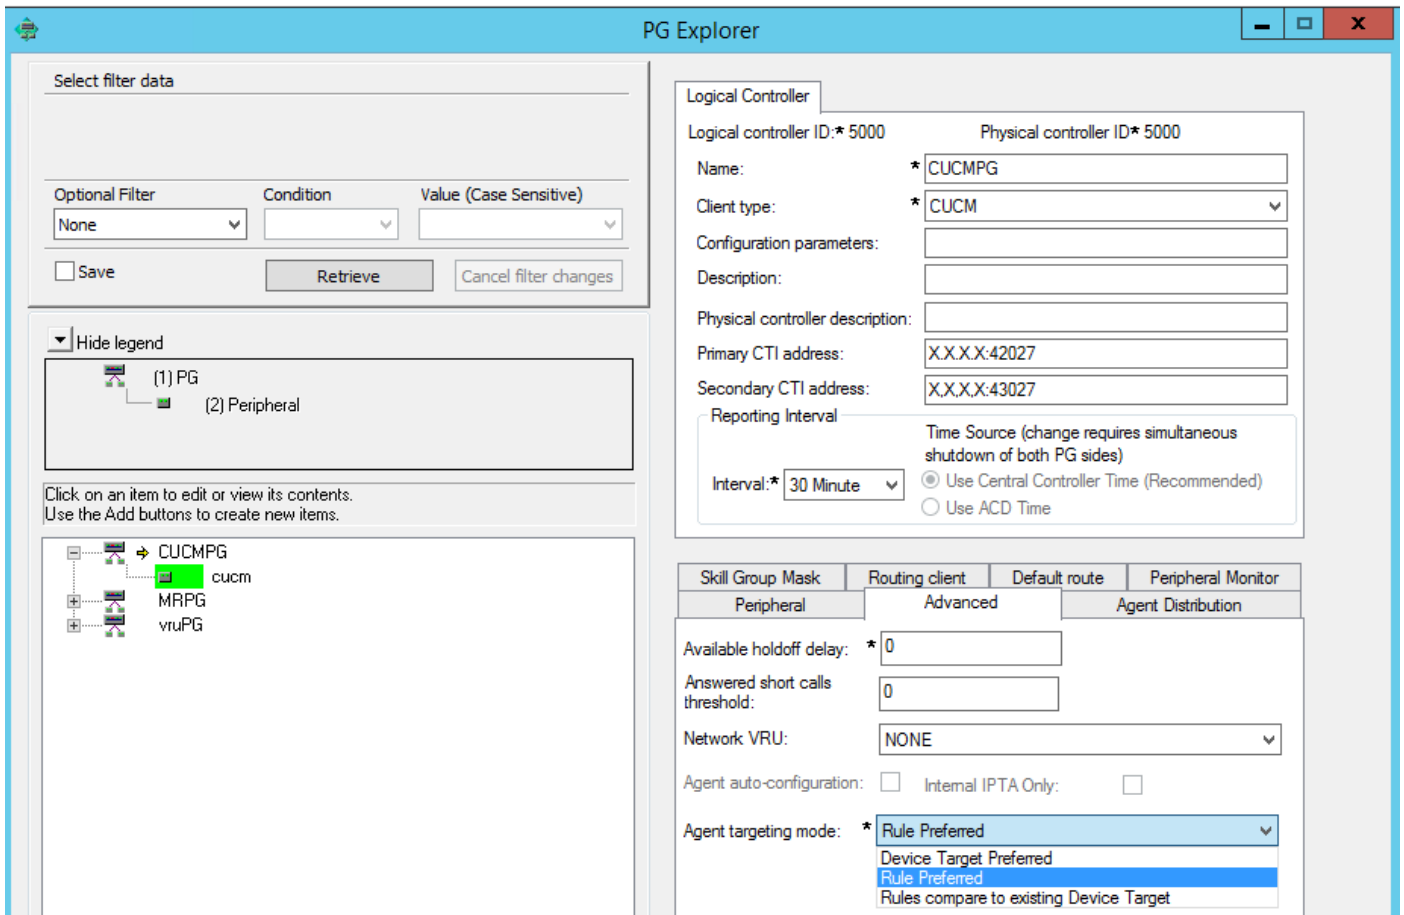 PG Explorer
Select filter data
Optional Filter
Condition
Value (Case Sensitive)
None
Save
Retrieve
Cancel filter changes
Hide legend
(1) PG
(2) Peripheral
Click on an item to edit or view its contents.
Use the Add buttons to create new items.
CUCMPG
cucm
MRPG
vruPG
Logical Controller
Logical controller ID:* 5000 Physical controller ID* 5000
Name: * CUCMPG
Client type: * CUCM
Configuration parameters:
Description:
Physical controller description:
Primary CTI address: X.X.X.X:42027
Secondary CTI address: X,X,X,X:43027
Reporting Interval
Time Source (change requires simultaneous
shutdown of both PG sides)
Interval:* 30 Minute
Use Central Controller Time (Recommended)
Use ACD Time
Skill Group Mask Routing client Default route Peripheral Monitor
Peripheral Advanced Agent Distribution
Available holdoff delay: * 0
Answered short calls
threshold: 0
Network VRU: NONE
Agent auto-configuration: Internal IPTA Only:
Agent targeting mode: * Rule Preferred
Device Target Preferred
Rule Preferred
Rules compare to existing Device Target